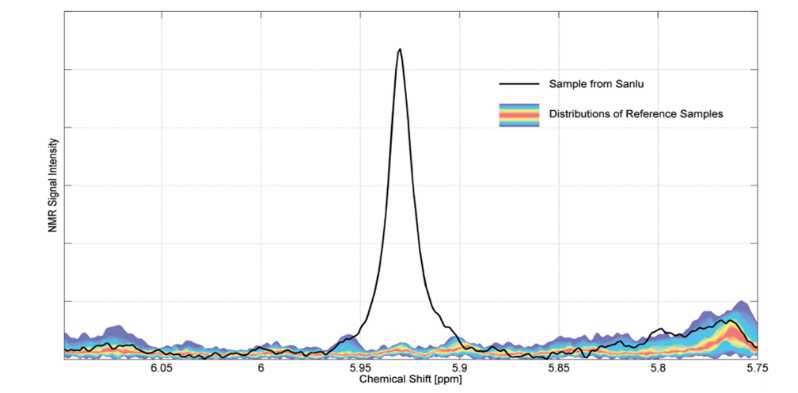 Sample from Sanlu
Distributions of Reference Samples
NMR Signal Intensity
6.05 6 5.95 5.9 5.85 5.8 5.75
Chemical Shift [ppm]